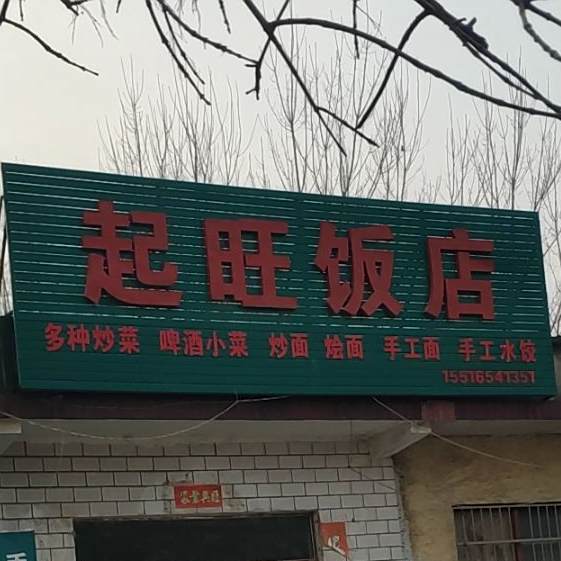 起旺饭店
多种炒菜 啤酒小菜 炒面 烩面 手工面 手工水饺
15516541351